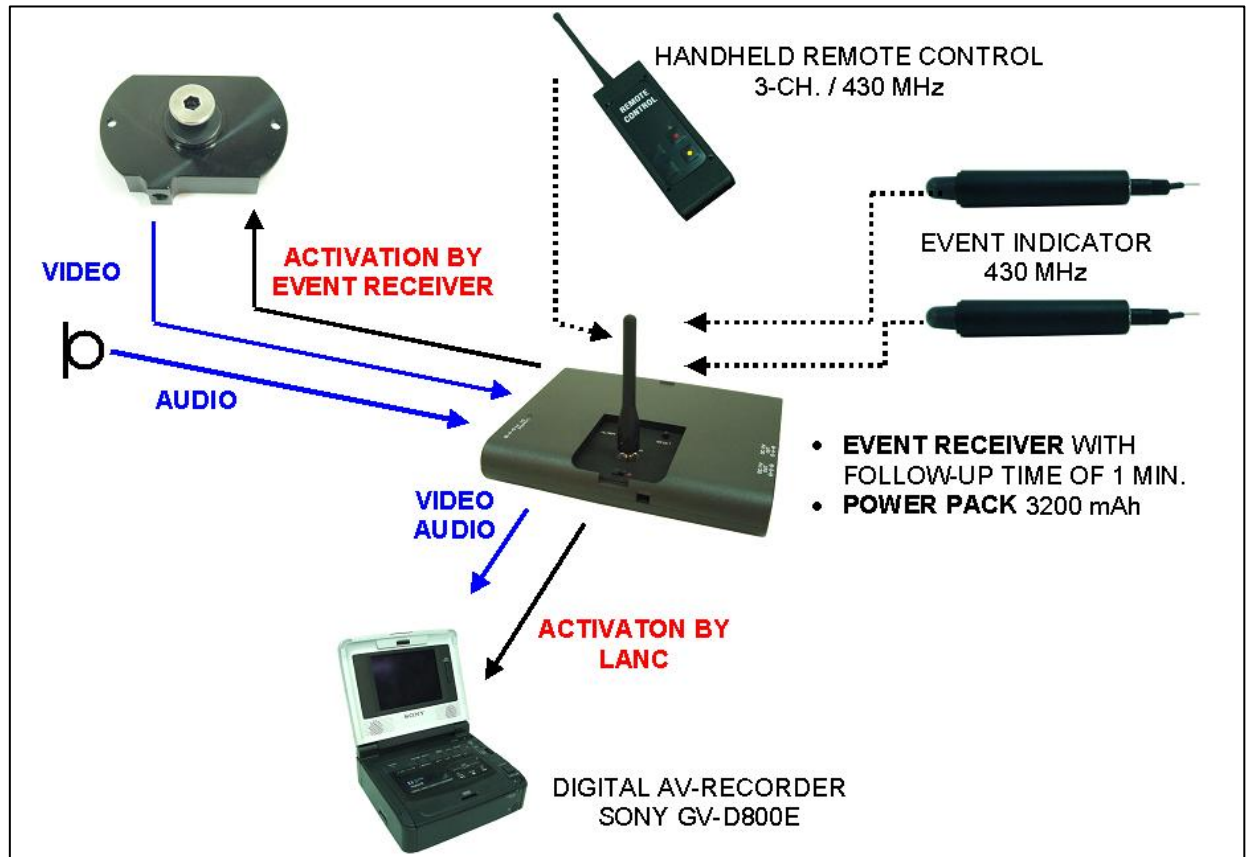 HANDHELD REMOTE CONTROL
3-CH. / 430 MHz
REMOTE
CONTROL
EVENT INDICATOR
430 MHz
VIDEO
ACTIVATION BY
EVENT RECEIVER
AUDIO
• EVENT RECEIVER WITH
FOLLOW-UP TIME OF 1 MIN.
• POWER PACK 3200 mAh
VIDEO
AUDIO
ACTIVATON BY
LANC
SONY
DIGITAL AV-RECORDER
SONY GV-D800E